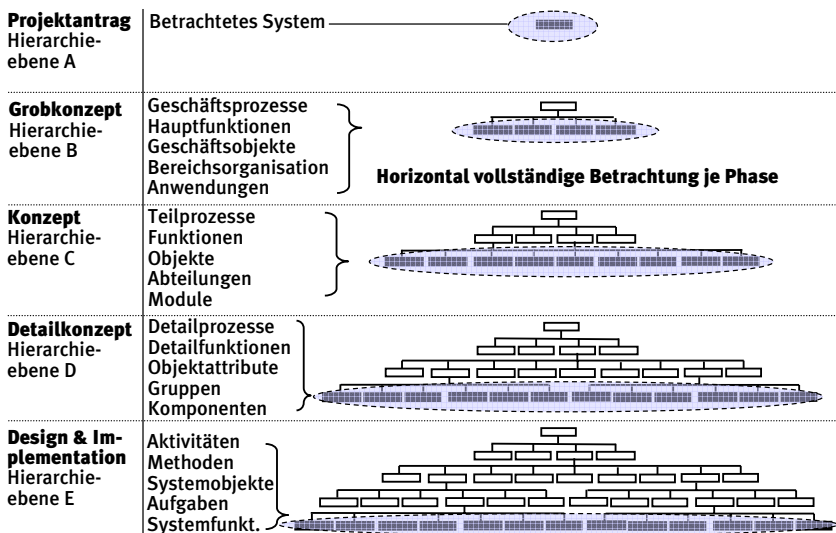 Projektantrag
Hierarchie-
ebene A
Betrachtetes System
Grobkonzept
Hierarchie-
ebene B
Geschäftsprozesse
Hauptfunktionen
Geschäftsobjekte
Bereichsorganisation
Anwendungen
Horizontal vollständige Betrachtung je Phase
Konzept
Hierarchie-
ebene C
Teilprozesse
Funktionen
Objekte
Abteilungen
Module
Detailkonzept
Hierarchie-
ebene D
Detailprozesse
Detailfunktionen
Objektattribute
Gruppen
Komponenten
Design & Im-
plementation
Hierarchie-
ebene E
Aktivitäten
Methoden
Systemobjekte
Aufgaben
Systemfunkt.